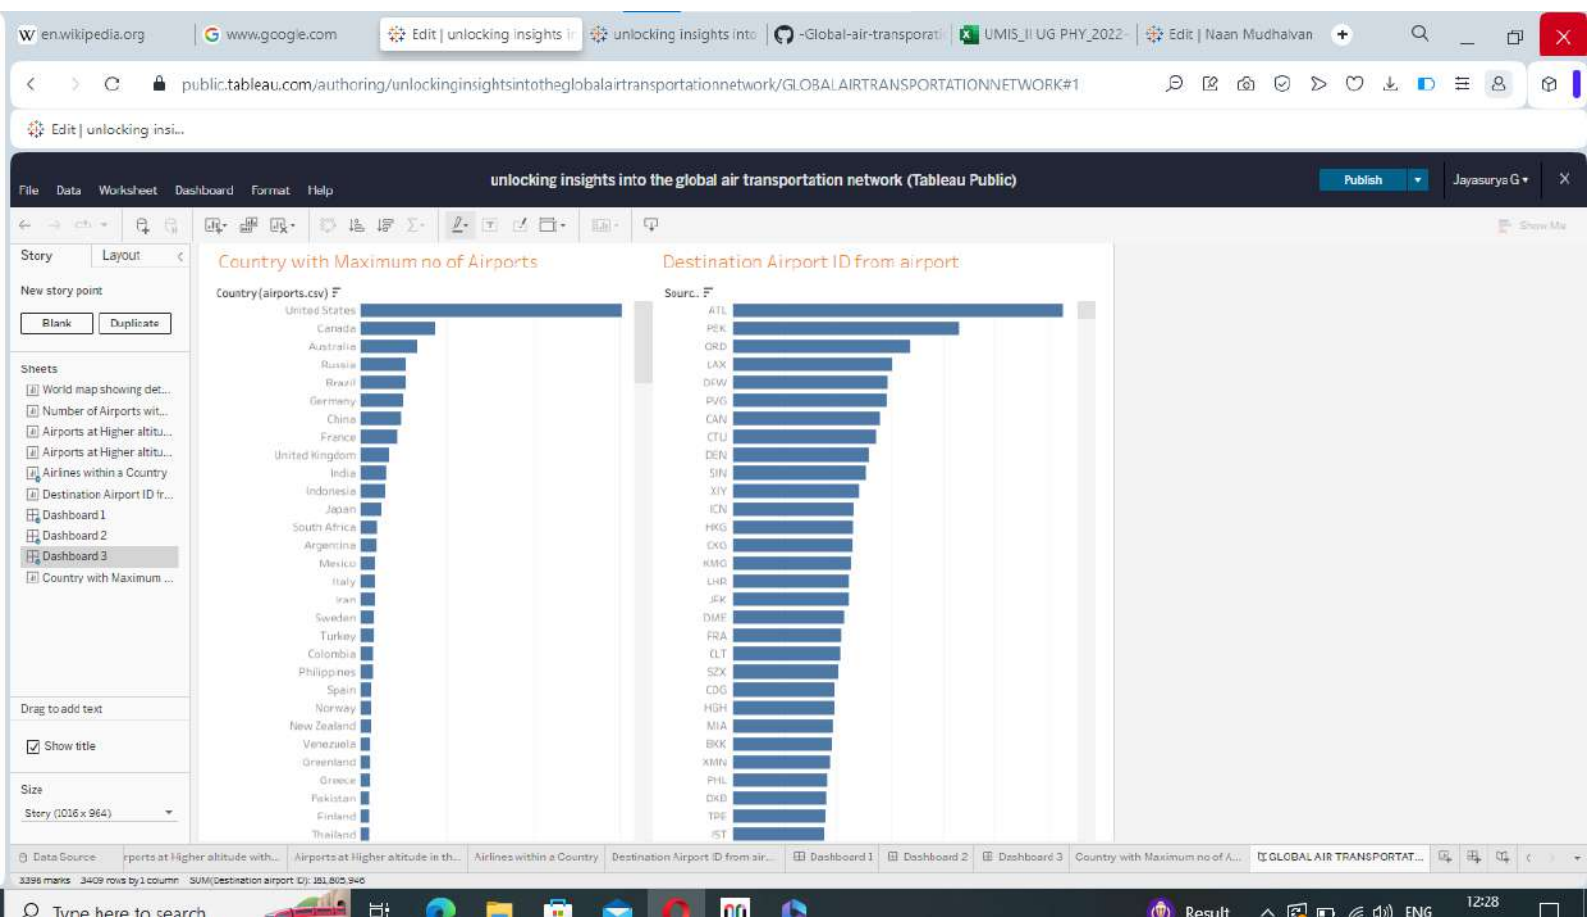 en.wikipedia.org
www.google.com
Edit | unlocking insights i
unlocking insights into
-Global-air-transporati
UMIS_II UG PHY_2022-
Edit | Naan Mudhalvan
public.tableau.com/authoring/unlockinginsightsintotheglobalairtransportationnetwork/GLOBALAIRTRANSPORTATIONNETWORK#1
Edit | unlocking insi...
unlocking insights into the global air transportation network (Tableau Public)
File Data Worksheet Dashboard Format Help
Publish
Jayasurya G
Show Me
Story Layout
New story point
Blank Duplicate
Sheets
World map showing det...
Number of Airports wit...
Airports at Higher altitu...
Airports at Higher altitu...
Airlines within a Country
Destination Airport ID fr...
Dashboard 1
Dashboard 2
Dashboard 3
Country with Maximum ...
Drag to add text
Show title
Size
Story (1016 x 964)
Country with Maximum no of Airports
Country (airports.csv)
United States
Canada
Australia
Russia
Brazil
Germany
China
France
United Kingdom
India
Indonesia
Japan
South Africa
Argentina
Mexico
Italy
Iran
Sweden
Turkey
Colombia
Philippines
Spain
Norway
New Zealand
Venezuela
Greenland
Greece
Pakistan
Finland
Thailand
Destination Airport ID from airport
Sourc..
ATL
PEK
ORD
LAX
DFW
PVG
CAN
CTU
DEN
SIN
XIY
ICN
HKG
CKG
KMG
LHR
JFK
DME
FRA
CLT
SZX
CDG
HGH
MIA
BKK
XMN
PHL
DXB
TPE
IST
Data Source
rports at Higher altitude with...
Airports at Higher altitude in th...
Airlines within a Country
Destination Airport ID from air...
Dashboard 1
Dashboard 2
Dashboard 3
Country with Maximum no of A...
GLOBAL AIR TRANSPORTAT...
3396 marks 3409 rows by 1 column SUM(Destination airport ID): 181,805,946
Type here to search
Result
ENG
12:28